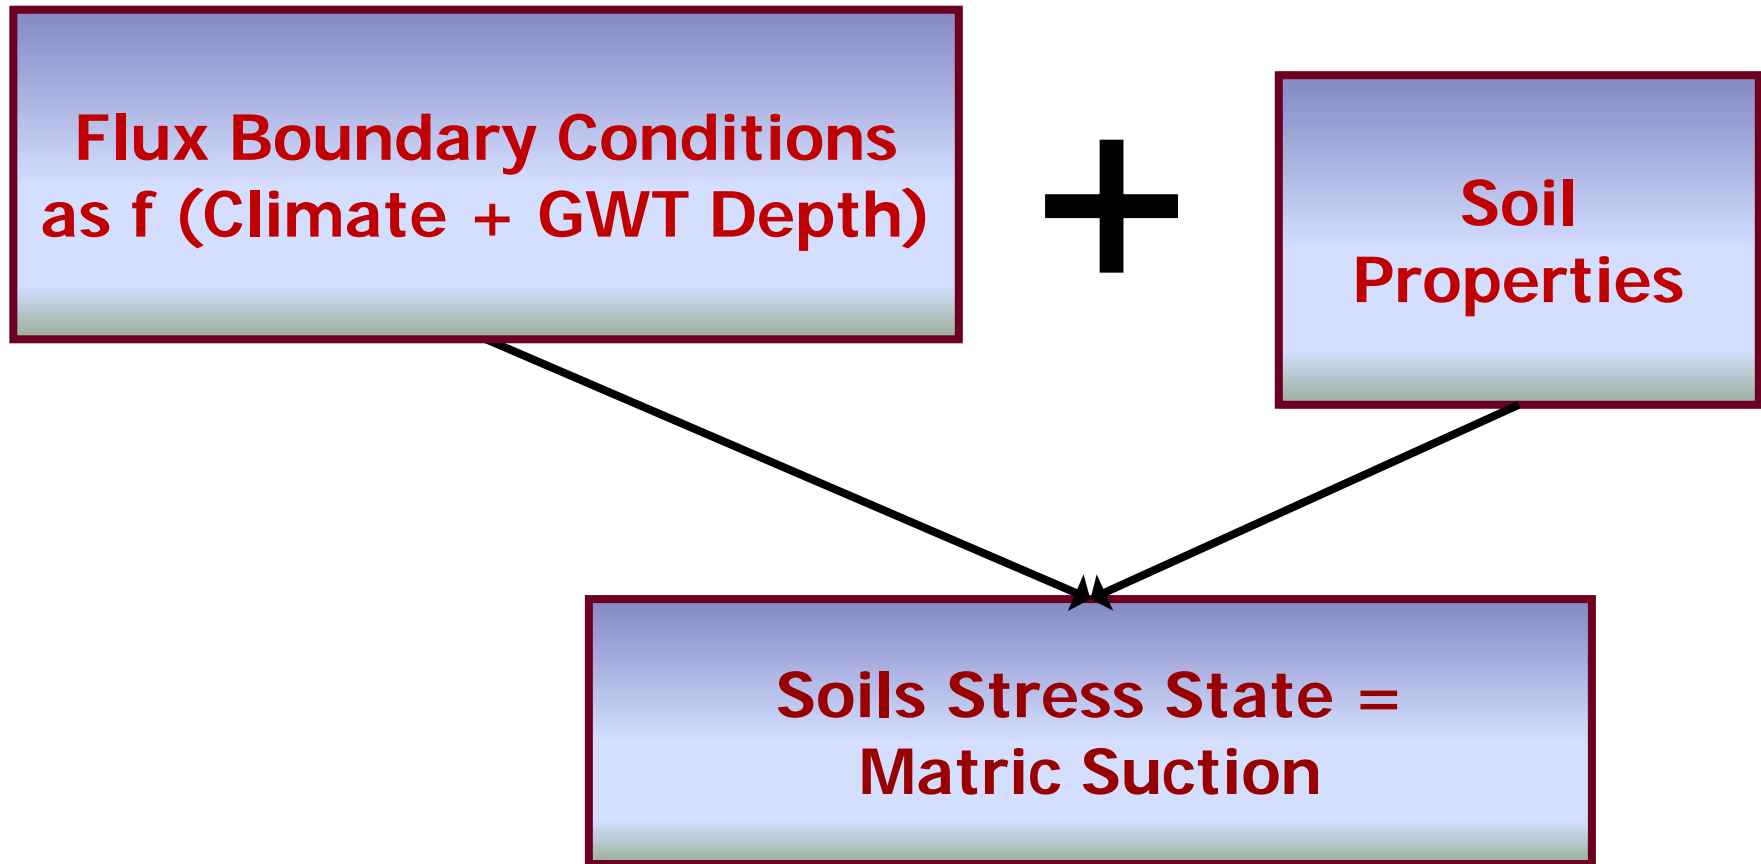 Flux Boundary Conditions
as f (Climate + GWT Depth)
+
Soil
Properties
Soils Stress State =
Matric Suction